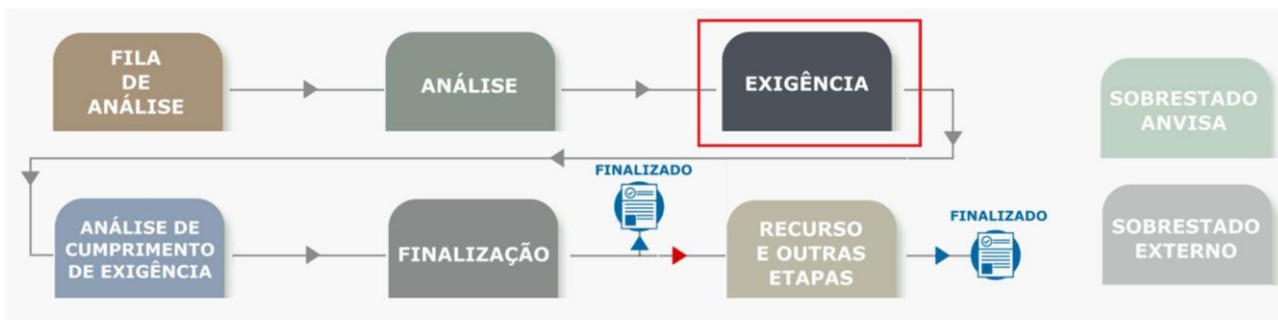 FILA
DE
ANÁLISE
ANÁLISE
EXIGÊNCIA
SOBRESTADO
ANVISA
ANÁLISE DE
CUMPRIMENTO
DE EXIGÊNCIA
FINALIZAÇÃO
FINALIZADO
RECURSO
E OUTRAS
ETAPAS
FINALIZADO
SOBRESTADO
EXTERNO